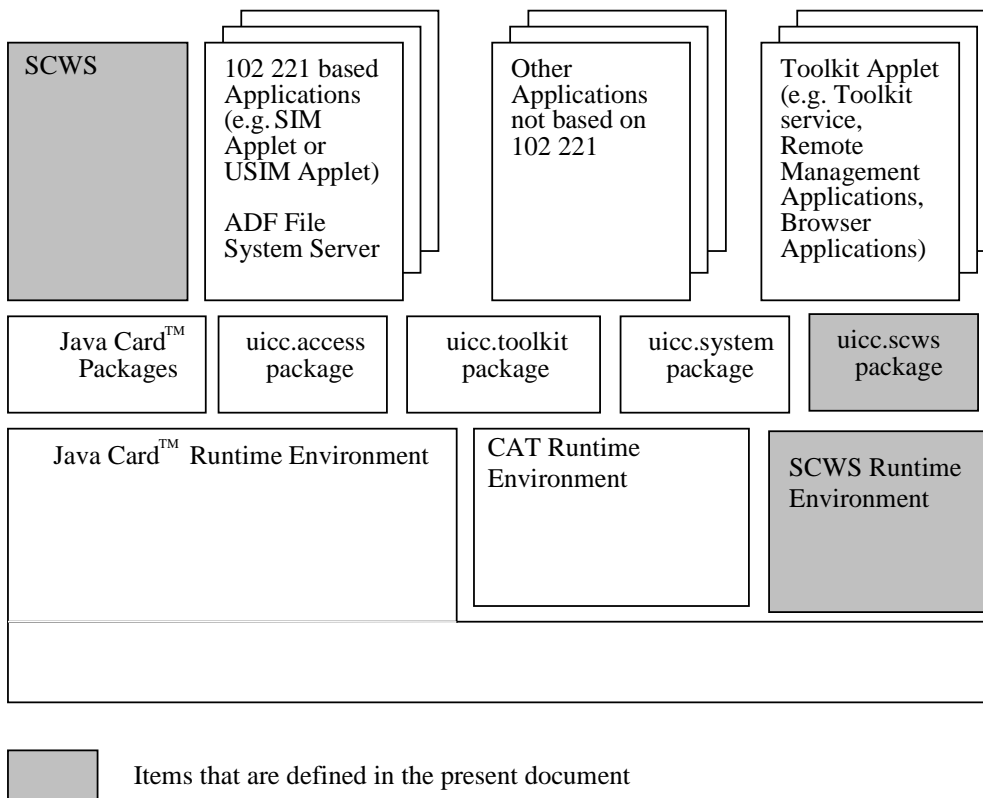 SCWS
102 221 based
Applications
(e.g. SIM
Applet or
USIM Applet)
ADF File
System Server
Other
Applications
not based on
102 221
Toolkit Applet
(e.g. Toolkit
service,
Remote
Management
Applications,
Browser
Applications)
Java Card™
Packages
uicc.access
package
uicc.toolkit
package
uicc.system
package
uicc.scws
package
Java Card™ Runtime Environment
CAT Runtime
Environment
SCWS Runtime
Environment
Items that are defined in the present document